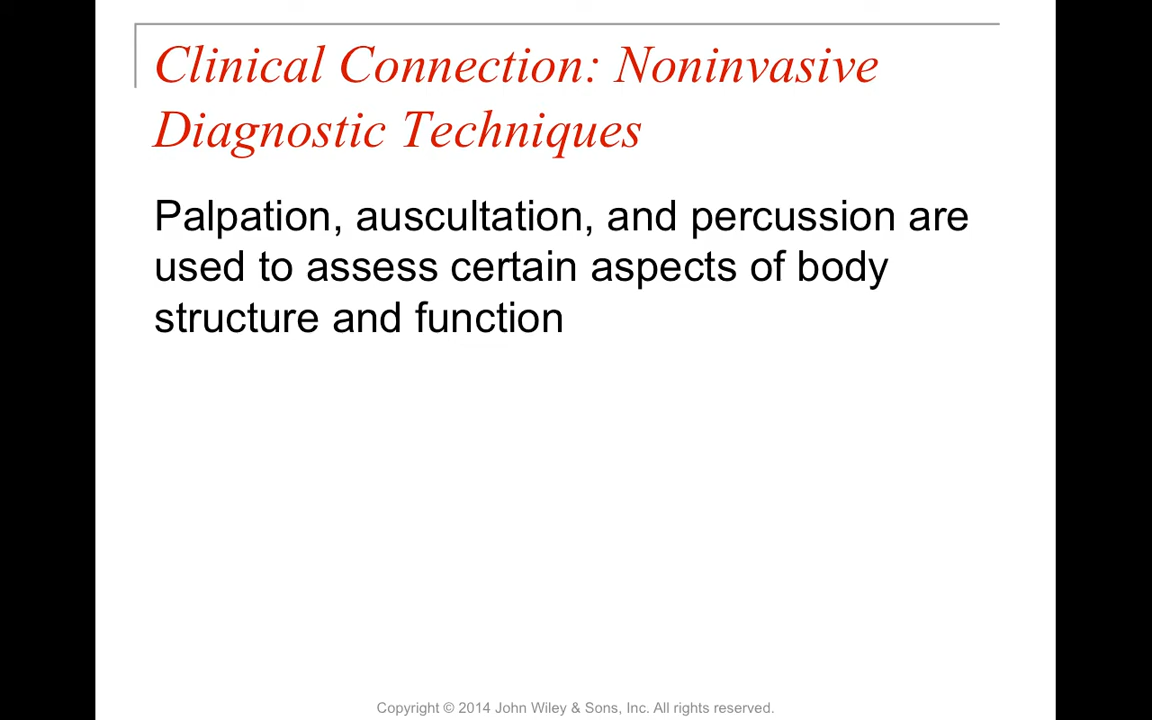 Clinical Connection: Noninvasive
Diagnostic Techniques
Palpation, auscultation, and percussion are
used to assess certain aspects of body
structure and function
Copyright © 2014 John Wiley & Sons, Inc. All rights reserved.